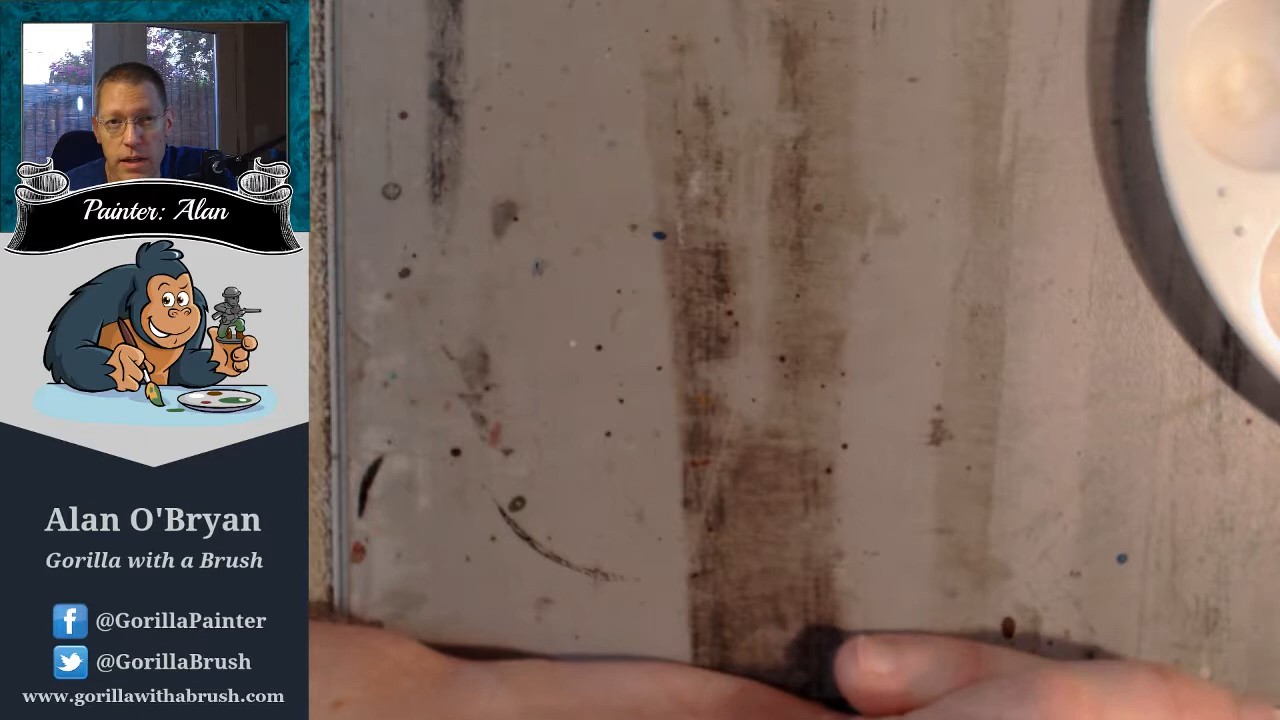 Painter: Alan
Alan O'Bryan
Gorilla with a Brush
@GorillaPainter
@GorillaBrush
www.gorillawithabrush.com